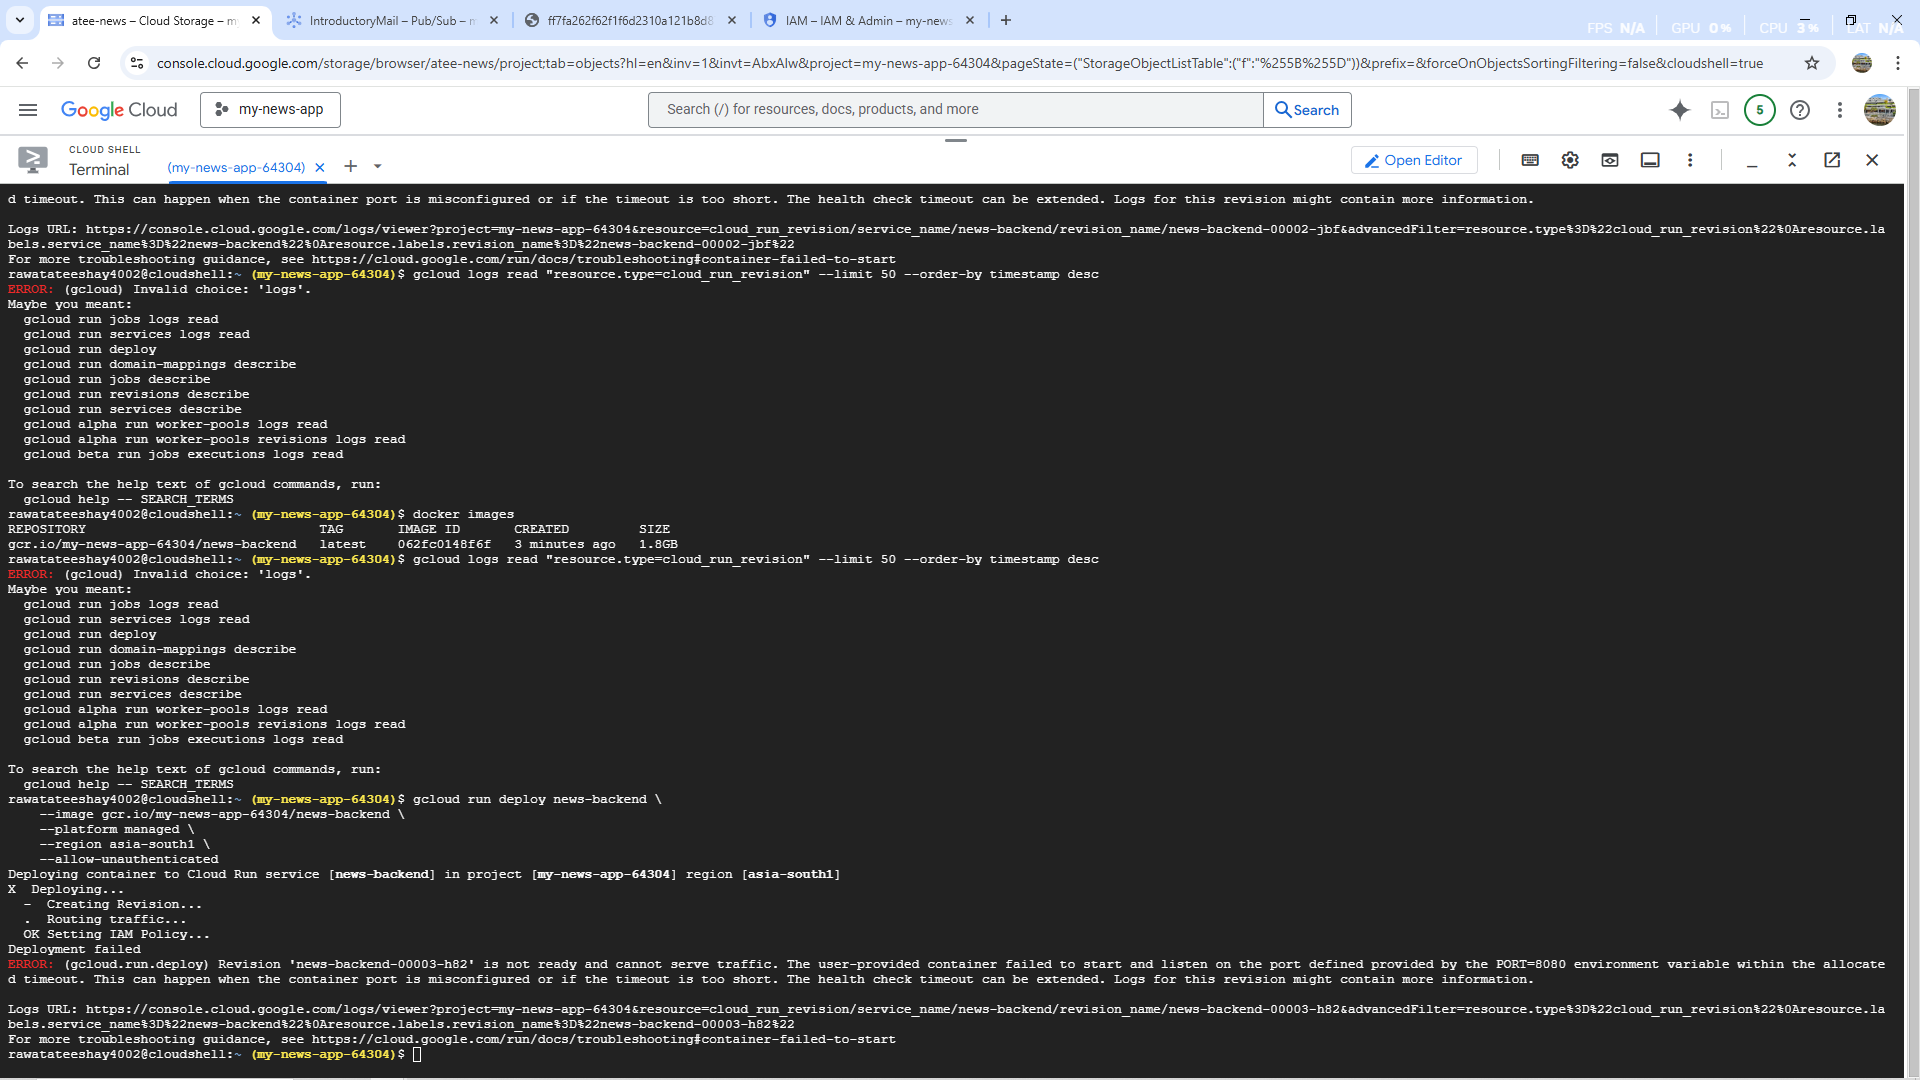 atee-news – Cloud Storage – my
IntroductoryMail – Pub/Sub – m
ff7fa262f62f1f6d2310a121b8d8
IAM – IAM & Admin – my-news
FPS N/A GPU 0% CPU 3% LAT N/A
console.cloud.google.com/storage/browser/atee-news/project;tab=objects?hl=en&inv=1&invt=AbxAlw&project=my-news-app-64304&pageState=("StorageObjectListTable":("f":"%255B%255D"))&prefix=&forceOnObjectsSortingFiltering=false&cloudshell=true
Google Cloud
my-news-app
Search (/) for resources, docs, products, and more
Search
5
CLOUD SHELL
Terminal
(my-news-app-64304)
Open Editor
d timeout. This can happen when the container port is misconfigured or if the timeout is too short. The health check timeout can be extended. Logs for this revision might contain more information.
Logs URL: https://console.cloud.google.com/logs/viewer?project=my-news-app-64304&resource=cloud_run_revision/service_name/news-backend/revision_name/news-backend-00002-jbf&advancedFilter=resource.type%3D%22cloud_run_revision%22%0Aresource.la
bels.service_name%3D%22news-backend%22%0Aresource.labels.revision_name%3D%22news-backend-00002-jbf%22
For more troubleshooting guidance, see https://cloud.google.com/run/docs/troubleshooting#container-failed-to-start
rawatateeshay4002@cloudshell:~ (my-news-app-64304)$ gcloud logs read "resource.type=cloud_run_revision" --limit 50 --order-by timestamp desc
ERROR: (gcloud) Invalid choice: 'logs'.
Maybe you meant:
gcloud run jobs logs read
gcloud run services logs read
gcloud run deploy
gcloud run domain-mappings describe
gcloud run jobs describe
gcloud run revisions describe
gcloud run services describe
gcloud alpha run worker-pools logs read
gcloud alpha run worker-pools revisions logs read
gcloud beta run jobs executions logs read
To search the help text of gcloud commands, run:
gcloud help -- SEARCH_TERMS
rawatateeshay4002@cloudshell:~ (my-news-app-64304)$ docker images
REPOSITORY TAG IMAGE ID CREATED SIZE
gcr.io/my-news-app-64304/news-backend latest 062fc0148f6f 3 minutes ago 1.8GB
rawatateeshay4002@cloudshell:~ (my-news-app-64304)$ gcloud logs read "resource.type=cloud_run_revision" --limit 50 --order-by timestamp desc
ERROR: (gcloud) Invalid choice: 'logs'.
Maybe you meant:
gcloud run jobs logs read
gcloud run services logs read
gcloud run deploy
gcloud run domain-mappings describe
gcloud run jobs describe
gcloud run revisions describe
gcloud run services describe
gcloud alpha run worker-pools logs read
gcloud alpha run worker-pools revisions logs read
gcloud beta run jobs executions logs read
To search the help text of gcloud commands, run:
gcloud help -- SEARCH_TERMS
rawatateeshay4002@cloudshell:~ (my-news-app-64304)$ gcloud run deploy news-backend \
--image gcr.io/my-news-app-64304/news-backend \
--platform managed \
--region asia-south1 \
--allow-unauthenticated
Deploying container to Cloud Run service [news-backend] in project [my-news-app-64304] region [asia-south1]
X Deploying...
- Creating Revision...
. Routing traffic...
OK Setting IAM Policy...
Deployment failed
ERROR: (gcloud.run.deploy) Revision 'news-backend-00003-h82' is not ready and cannot serve traffic. The user-provided container failed to start and listen on the port defined provided by the PORT=8080 environment variable within the allocate
d timeout. This can happen when the container port is misconfigured or if the timeout is too short. The health check timeout can be extended. Logs for this revision might contain more information.
Logs URL: https://console.cloud.google.com/logs/viewer?project=my-news-app-64304&resource=cloud_run_revision/service_name/news-backend/revision_name/news-backend-00003-h82&advancedFilter=resource.type%3D%22cloud_run_revision%22%0Aresource.la
bels.service_name%3D%22news-backend%22%0Aresource.labels.revision_name%3D%22news-backend-00003-h82%22
For more troubleshooting guidance, see https://cloud.google.com/run/docs/troubleshooting#container-failed-to-start
rawatateeshay4002@cloudshell:~ (my-news-app-64304)$